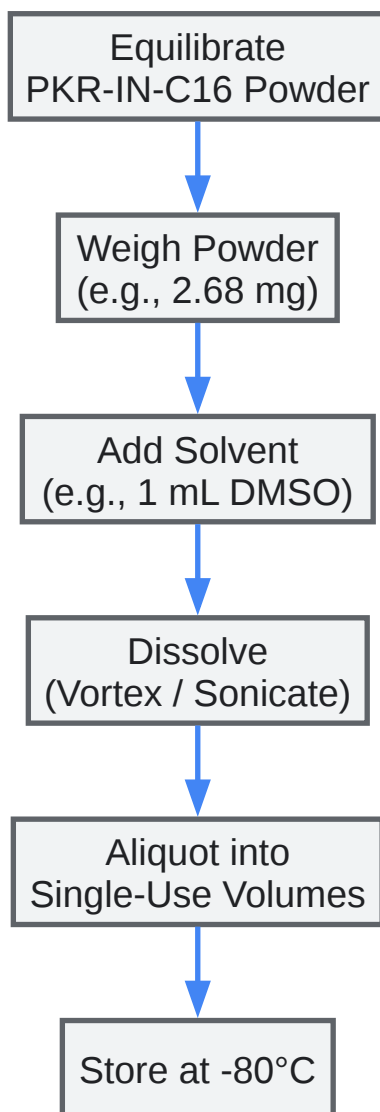 Equilibrate
PKR-IN-C16 Powder
Weigh Powder
(e.g., 2.68 mg)
Add Solvent
(e.g., 1 mL DMSO)
Dissolve
(Vortex / Sonicate)
Aliquot into
Single-Use Volumes
Store at -80°C